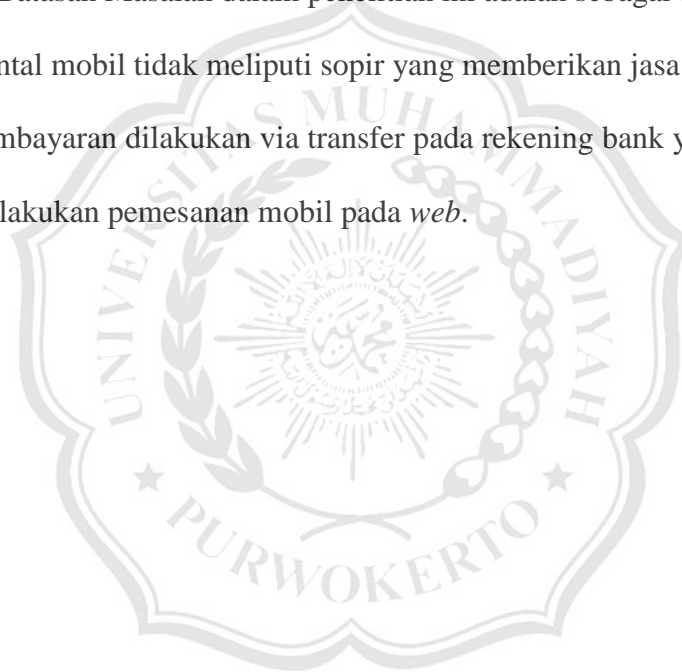 Batasan Masalah dalam penelitian ini adalah sebagai
ntal mobil tidak meliputi sopir yang memberikan jasa
mbayaran dilakukan via transfer pada rekening bank y
lakukan pemesanan mobil pada web.
UNIVERSITAS MUHAMMADIYAH
PURWOKERTO